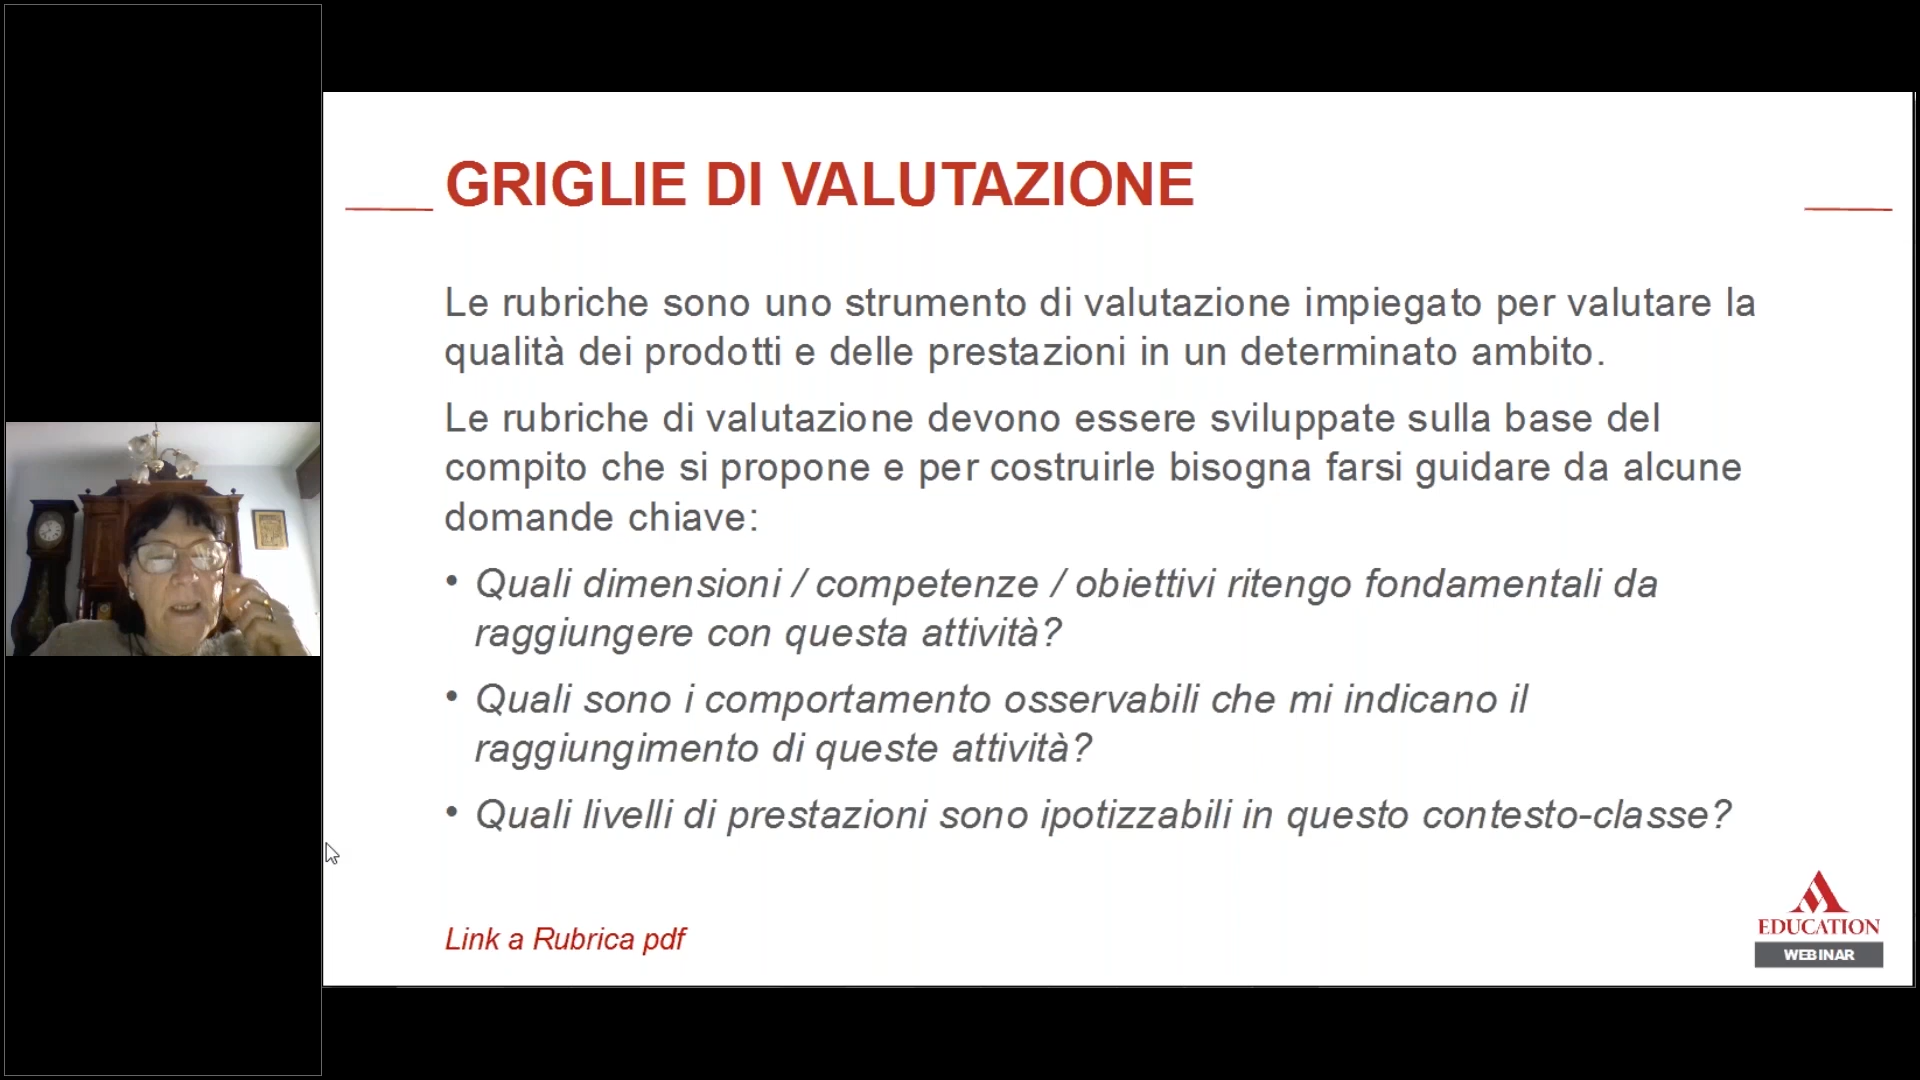 GRIGLIE DI VALUTAZIONE
Le rubriche sono uno strumento di valutazione impiegato per valutare la
qualità dei prodotti e delle prestazioni in un determinato ambito.
Le rubriche di valutazione devono essere sviluppate sulla base del
compito che si propone e per costruirle bisogna farsi guidare da alcune
domande chiave:
• Quali dimensioni / competenze / obiettivi ritengo fondamentali da
raggiungere con questa attività?
• Quali sono i comportamento osservabili che mi indicano il
raggiungimento di queste attività?
• Quali livelli di prestazioni sono ipotizzabili in questo contesto-classe?
Link a Rubrica pdf
EDUCATION
WEBINAR